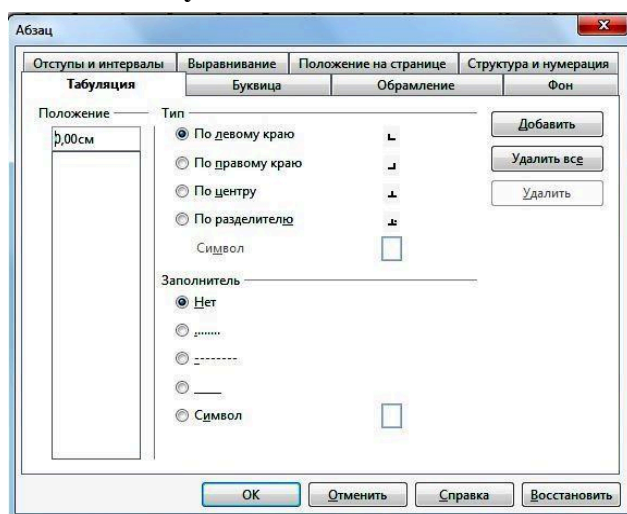 Абзац
Отступы и интервалы Выравнивание Положение на странице Структура и нумерация
Табуляция Буквица Обрамление Фон
Положение Тип
0,00см По левому краю Добавить
По правому краю Удалить все
По центру Удалить
По разделителю
Символ
Заполнитель
Нет
........
--------
____
Символ
ОК Отменить Справка Восстановить